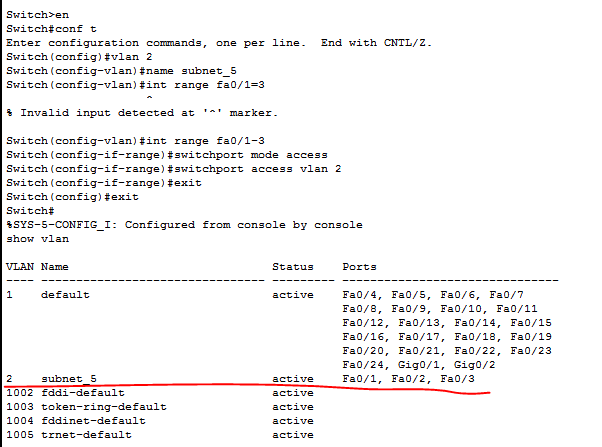 Switch>en
Switch#conf t
Enter configuration commands, one per line.  End with CNTL/Z.
Switch(config)#vlan 2
Switch(config-vlan)#name subnet_5
Switch(config-vlan)#int range fa0/1=3
^
% Invalid input detected at '^' marker.
Switch(config-vlan)#int range fa0/1-3
Switch(config-if-range)#switchport mode access
Switch(config-if-range)#switchport access vlan 2
Switch(config-if-range)#exit
Switch(config)#exit
Switch#
%SYS-5-CONFIG_I: Configured from console by console
show vlan
VLAN Name                             Status    Ports
---- -------------------------------- --------- -------------------------------
1    default                          active    Fa0/4, Fa0/5, Fa0/6, Fa0/7
Fa0/8, Fa0/9, Fa0/10, Fa0/11
Fa0/12, Fa0/13, Fa0/14, Fa0/15
Fa0/16, Fa0/17, Fa0/18, Fa0/19
Fa0/20, Fa0/21, Fa0/22, Fa0/23
Fa0/24, Gig0/1, Gig0/2
2    subnet_5                         active    Fa0/1, Fa0/2, Fa0/3
1002 fddi-default                     active
1003 token-ring-default               active
1004 fddinet-default                  active
1005 trnet-default                    active